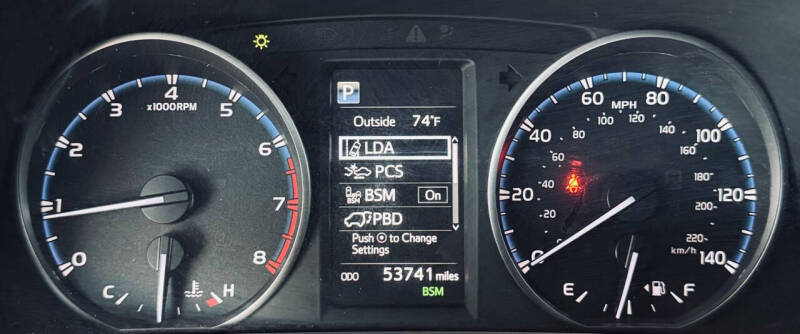 0
1
2
3
4
5
6
7
8
x1000RPM
C
H
P
Outside 74°F
LDA
PCS
BSM
BSM On
PBD
Push to Change
Settings
ODO 53741 miles
BSM
MPH
0
20
40
60
80
100
120
140
0
20
40
60
80
100
120
140
160
180
200
220
km/h
E
F